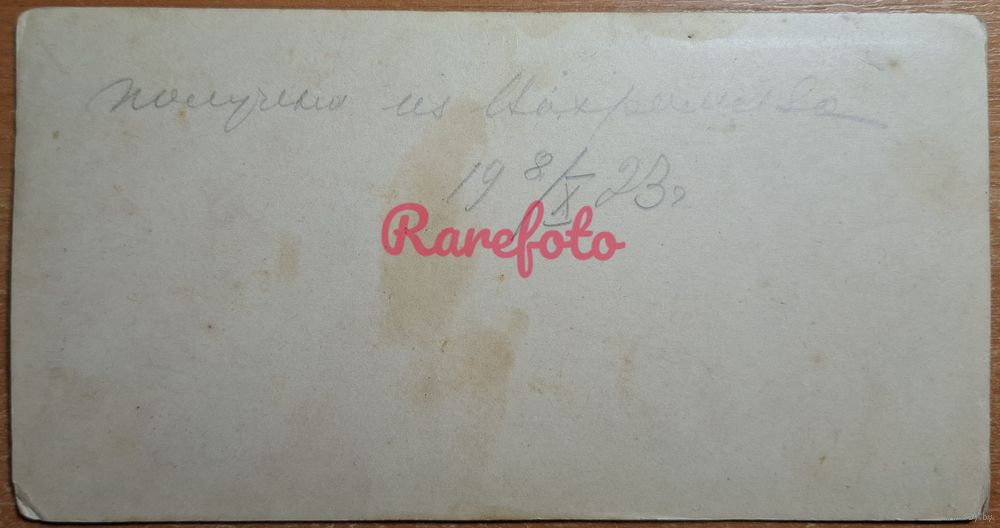 получено из
19 8/X 23 г
Rarefoto